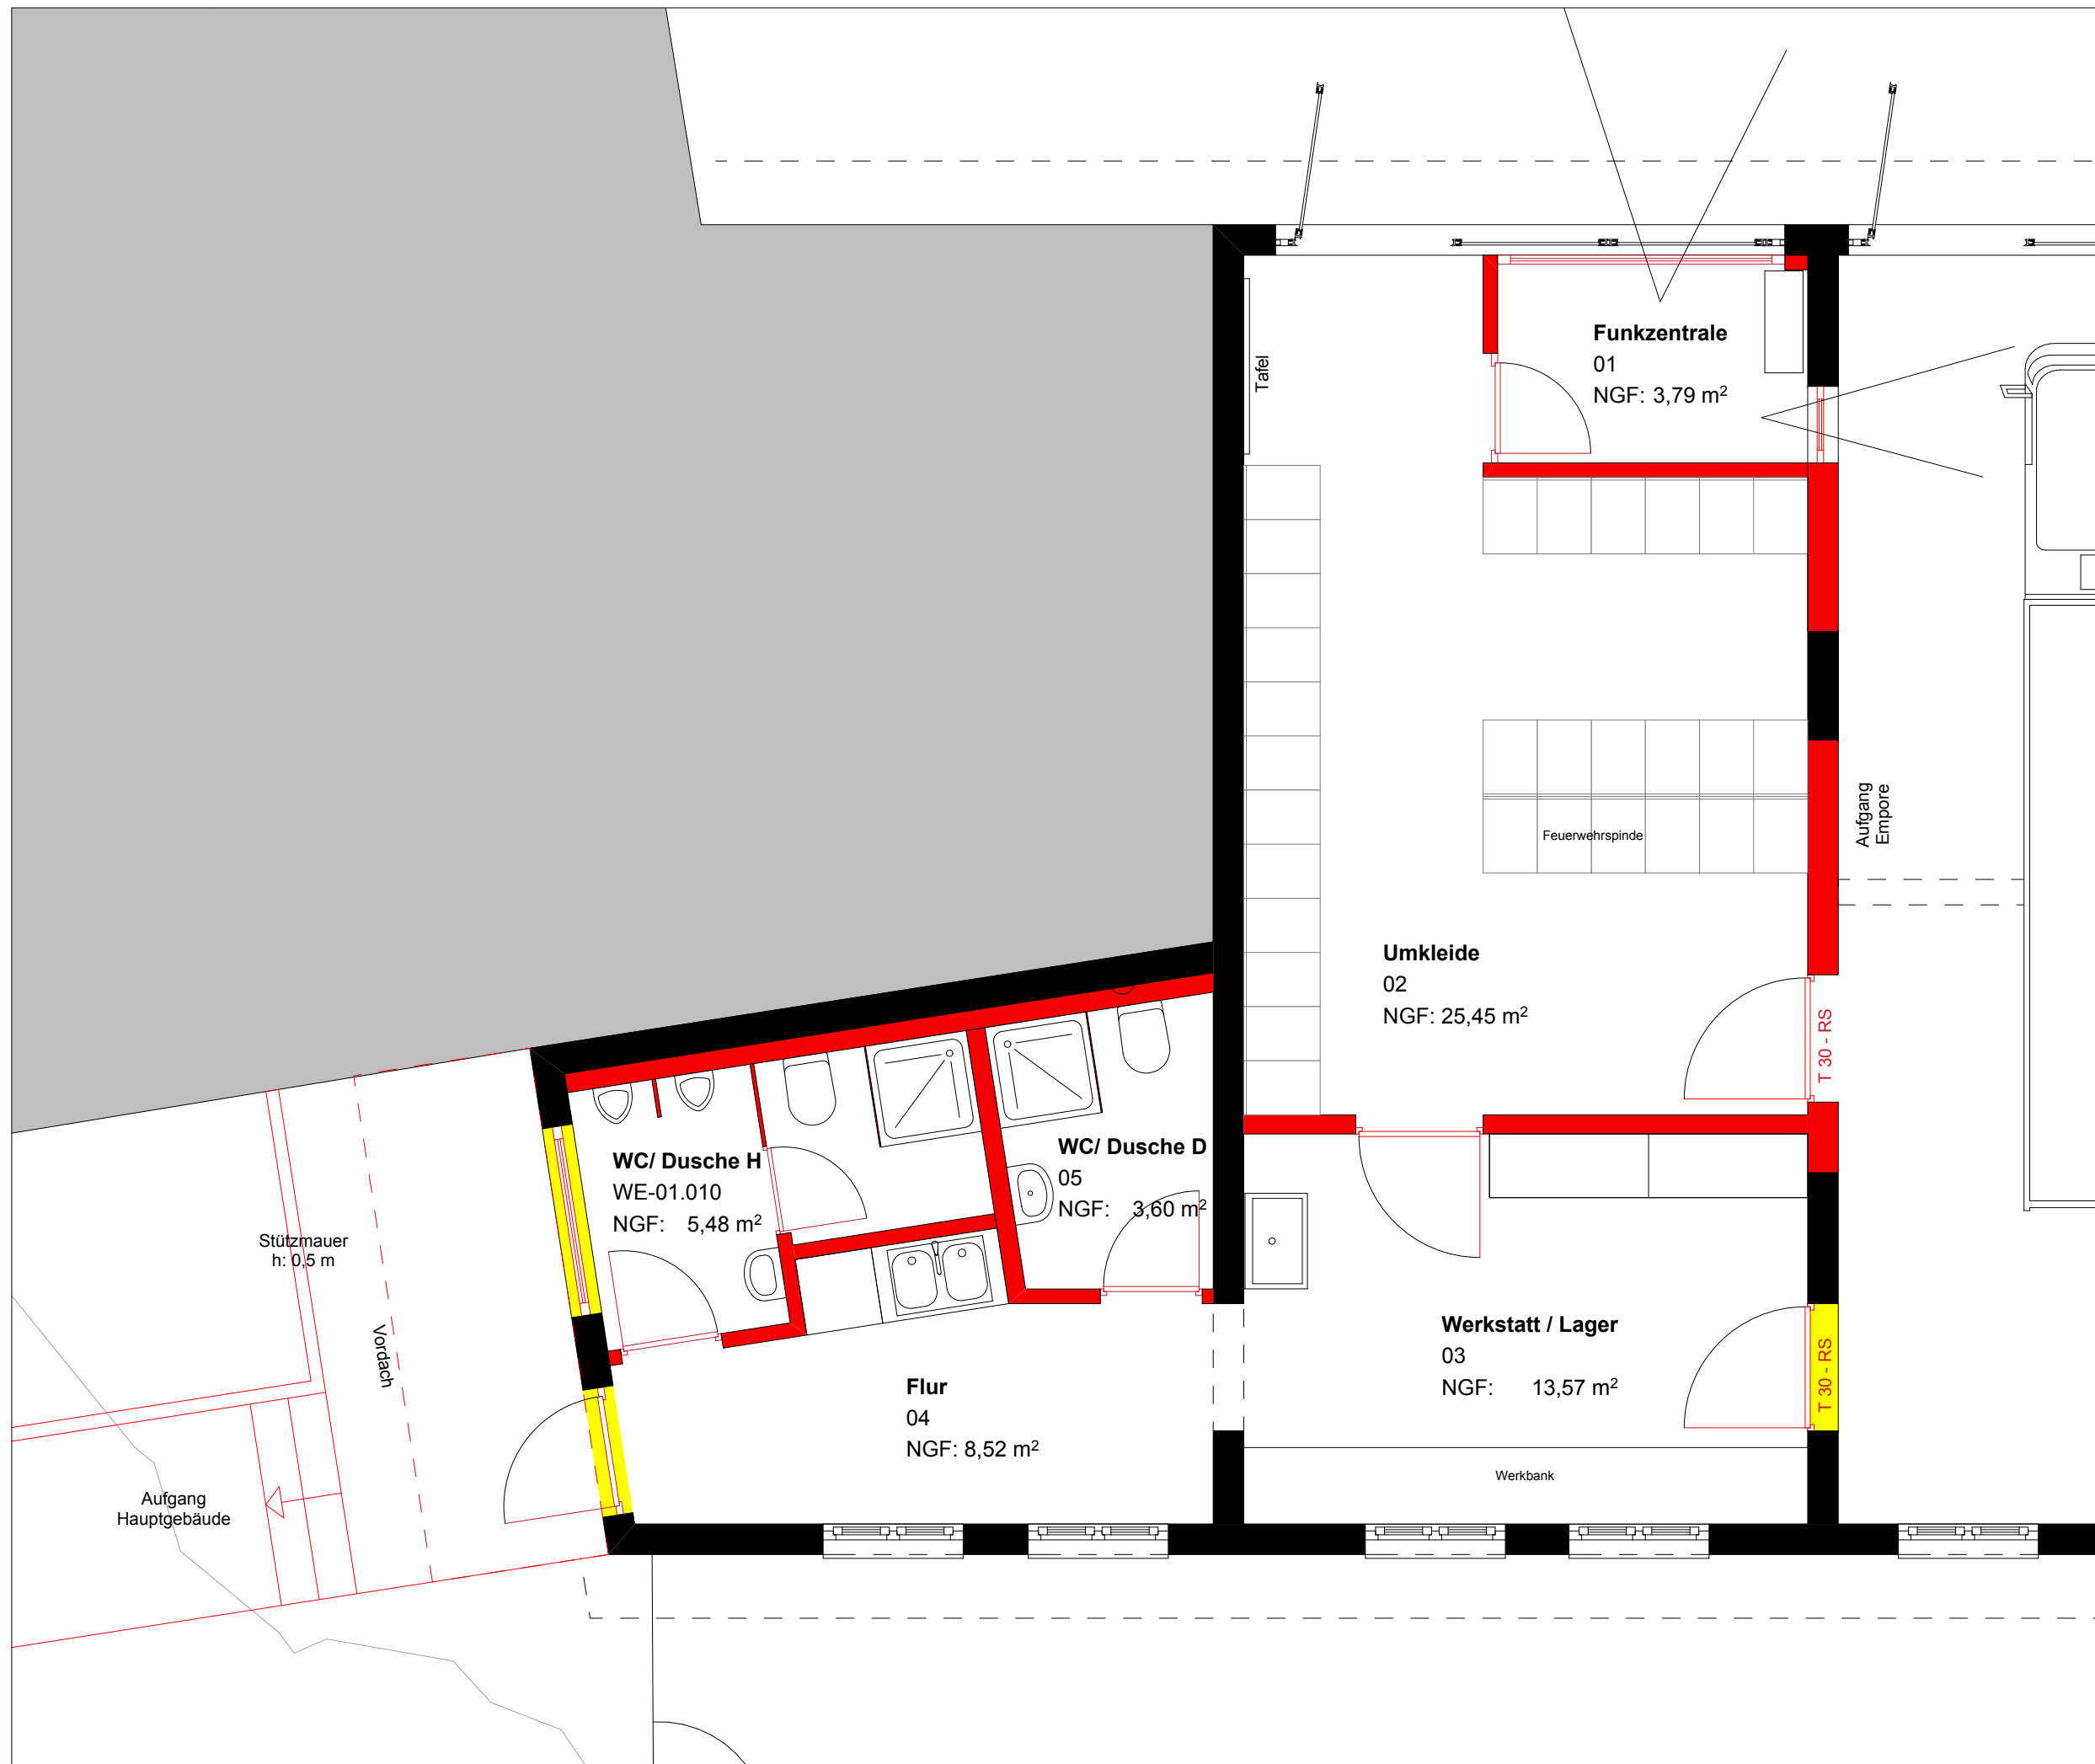 Funkzentrale
01
NGF: 3,79 m²
Tafel
Feuerwehrspinde
Aufgang
Empore
Umkleide
02
NGF: 25,45 m²
T 30 - RS
WC/ Dusche H
WE-01.010
NGF: 5,48 m²
WC/ Dusche D
05
NGF: 3,60 m²
Stützmauer
h: 0,5 m
Vordach
Werkstatt / Lager
03
NGF: 13,57 m²
T 30 - RS
Flur
04
NGF: 8,52 m²
Werkbank
Aufgang
Hauptgebäude